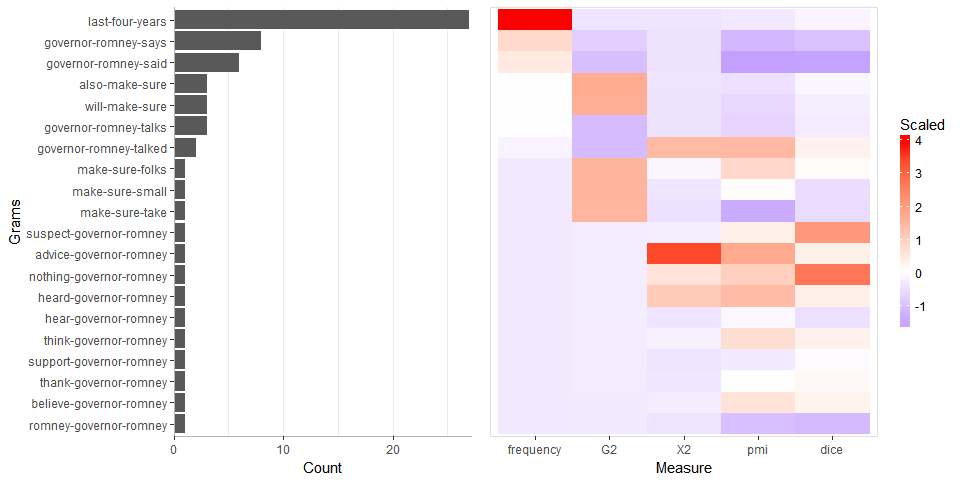 Grams
last-four-years
governor-romney-says
governor-romney-said
also-make-sure
will-make-sure
governor-romney-talks
governor-romney-talked
make-sure-folks
make-sure-small
make-sure-take
suspect-governor-romney
advice-governor-romney
nothing-governor-romney
heard-governor-romney
hear-governor-romney
think-governor-romney
support-governor-romney
thank-governor-romney
believe-governor-romney
romney-governor-romney
0 10 20
Count
frequency G2 X2 pmi dice
Measure
Scaled
4
3
2
1
0
-1